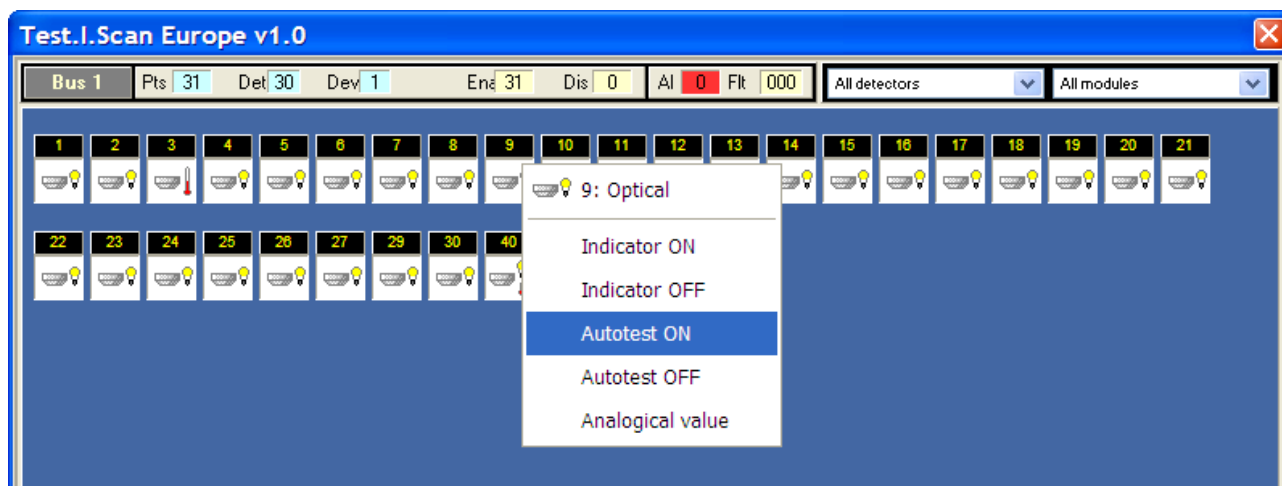 Test.I.Scan Europe v1.0
Bus 1 Pts 31 Det 30 Dev 1 Ena 31 Dis 0 Al 0 Flt 000 All detectors All modules
1 2 3 4 5 6 7 8 9 10 11 12 13 14 15 16 17 18 19 20 21
9: Optical
22 23 24 25 26 27 29 30 40
Indicator ON
Indicator OFF
Autotest ON
Autotest OFF
Analogical value